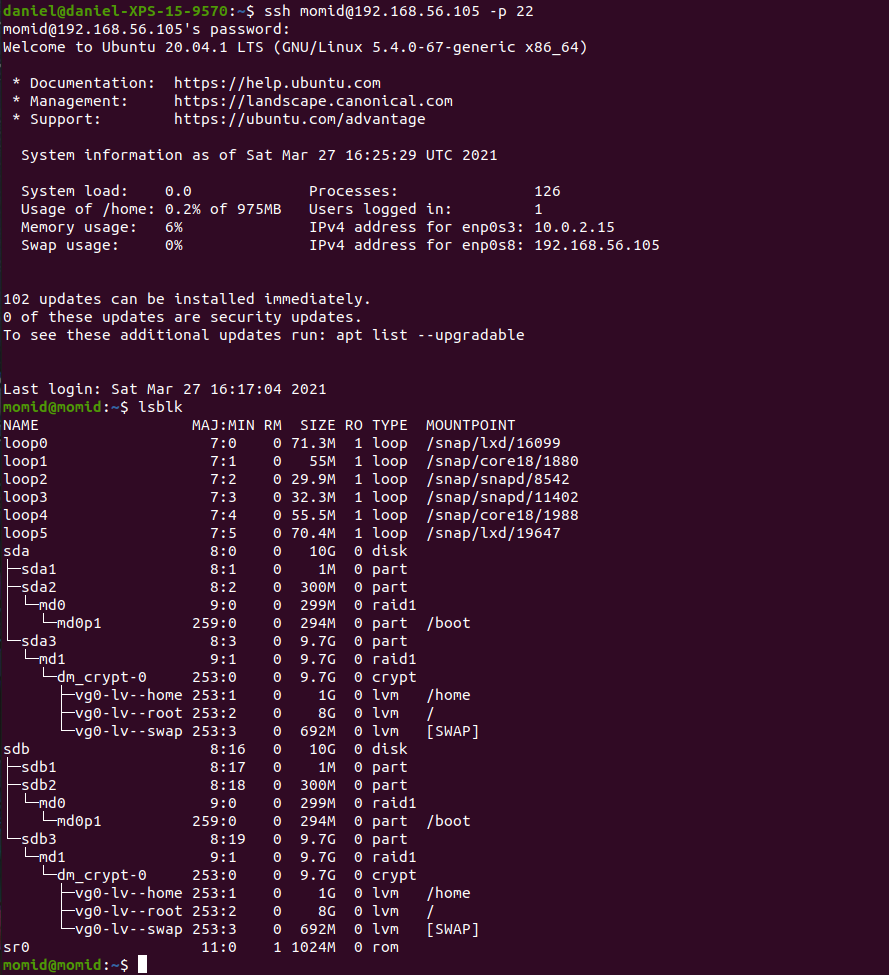 daniel@daniel-XPS-15-9570:~$ ssh momid@192.168.56.105 -p 22
momid@192.168.56.105's password:
Welcome to Ubuntu 20.04.1 LTS (GNU/Linux 5.4.0-67-generic x86_64)

 * Documentation:  https://help.ubuntu.com
 * Management:     https://landscape.canonical.com
 * Support:        https://ubuntu.com/advantage

  System information as of Sat Mar 27 16:25:29 UTC 2021

  System load:    0.0             Processes:               126
  Usage of /home: 0.2% of 975MB   Users logged in:         1
  Memory usage:   6%              IPv4 address for enp0s3: 10.0.2.15
  Swap usage:     0%              IPv4 address for enp0s8: 192.168.56.105


102 updates can be installed immediately.
0 of these updates are security updates.
To see these additional updates run: apt list --upgradable


Last login: Sat Mar 27 16:17:04 2021
momid@momid:~$ lsblk
NAME                 MAJ:MIN RM  SIZE RO TYPE  MOUNTPOINT
loop0                  7:0    0 71.3M  1 loop  /snap/lxd/16099
loop1                  7:1    0   55M  1 loop  /snap/core18/1880
loop2                  7:2    0 29.9M  1 loop  /snap/snapd/8542
loop3                  7:3    0 32.3M  1 loop  /snap/snapd/11402
loop4                  7:4    0 55.5M  1 loop  /snap/core18/1988
loop5                  7:5    0 70.4M  1 loop  /snap/lxd/19647
sda                    8:0    0   10G  0 disk
├─sda1                 8:1    0    1M  0 part
├─sda2                 8:2    0  300M  0 part
│ └─md0                9:0    0  299M  0 raid1
│   └─md0p1          259:0    0  294M  0 part  /boot
└─sda3                 8:3    0  9.7G  0 part
  └─md1                9:1    0  9.7G  0 raid1
    └─dm_crypt-0     253:0    0  9.7G  0 crypt
      ├─vg0-lv--home 253:1    0    1G  0 lvm   /home
      ├─vg0-lv--root 253:2    0    8G  0 lvm   /
      └─vg0-lv--swap 253:3    0  692M  0 lvm   [SWAP]
sdb                    8:16   0   10G  0 disk
├─sdb1                 8:17   0    1M  0 part
├─sdb2                 8:18   0  300M  0 part
│ └─md0                9:0    0  299M  0 raid1
│   └─md0p1          259:0    0  294M  0 part  /boot
└─sdb3                 8:19   0  9.7G  0 part
  └─md1                9:1    0  9.7G  0 raid1
    └─dm_crypt-0     253:0    0  9.7G  0 crypt
      ├─vg0-lv--home 253:1    0    1G  0 lvm   /home
      ├─vg0-lv--root 253:2    0    8G  0 lvm   /
      └─vg0-lv--swap 253:3    0  692M  0 lvm   [SWAP]
sr0                   11:0    1 1024M  0 rom
momid@momid:~$